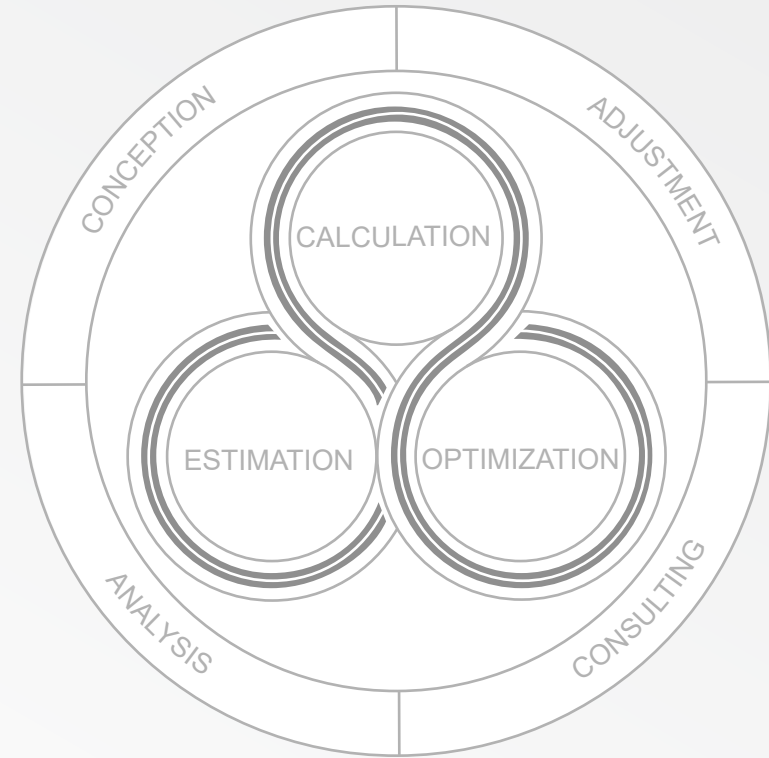 CONCEPTION
ADJUSTMENT
CALCULATION
ESTIMATION
OPTIMIZATION
ANALYSIS
CONSULTING